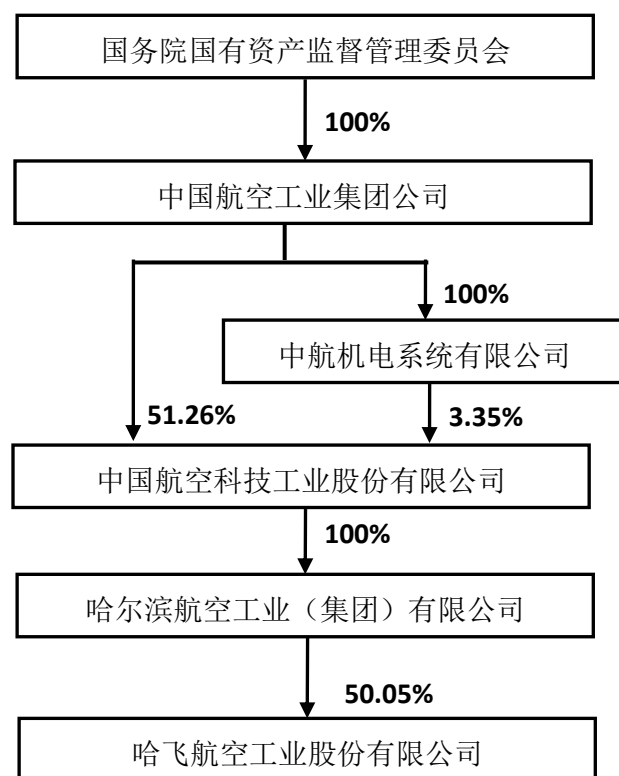 国务院国有资产监督管理委员会
100%
中国航空工业集团公司
100%
中航机电系统有限公司
51.26%
3.35%
中国航空科技工业股份有限公司
100%
哈尔滨航空工业（集团）有限公司
50.05%
哈飞航空工业股份有限公司